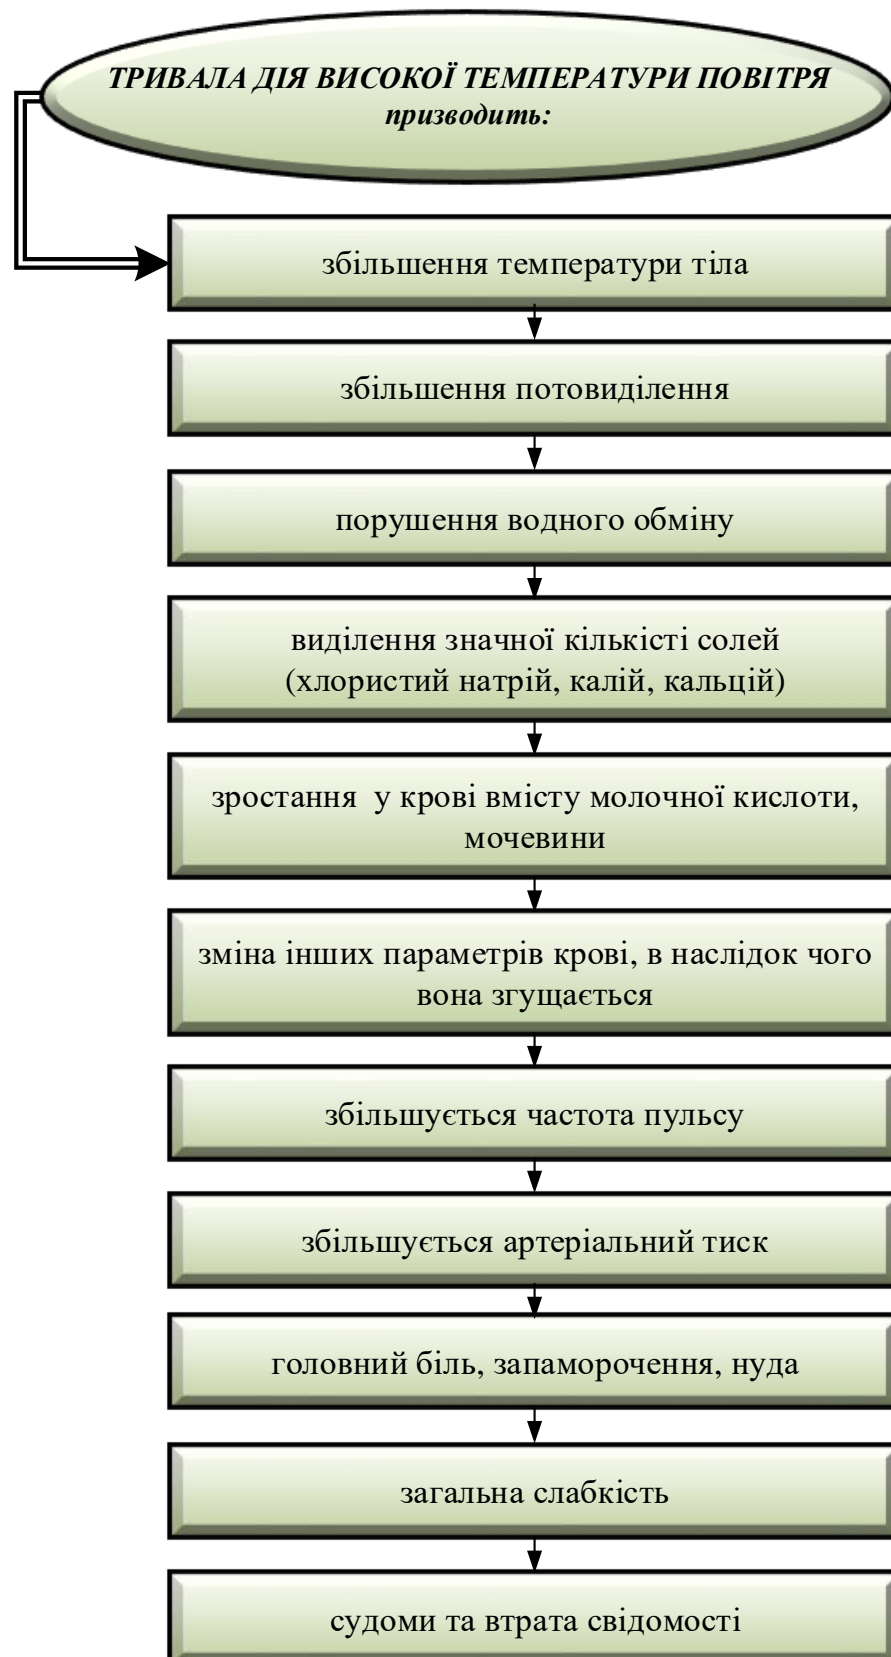 ТРИВАЛА ДІЯ ВИСОКОЇ ТЕМПЕРАТУРИ ПОВІТРЯ
призводить:
збільшення температури тіла
збільшення потовиділення
порушення водного обміну
виділення значної кількісті солей
(хлористий натрій, калій, кальцій)
зростання у крові вмісту молочної кислоти,
мочевини
зміна інших параметрів крові, в наслідок чого
вона згущається
збільшується частота пульсу
збільшується артеріальний тиск
головний біль, запаморочення, нуда
загальна слабкість
судоми та втрата свідомості